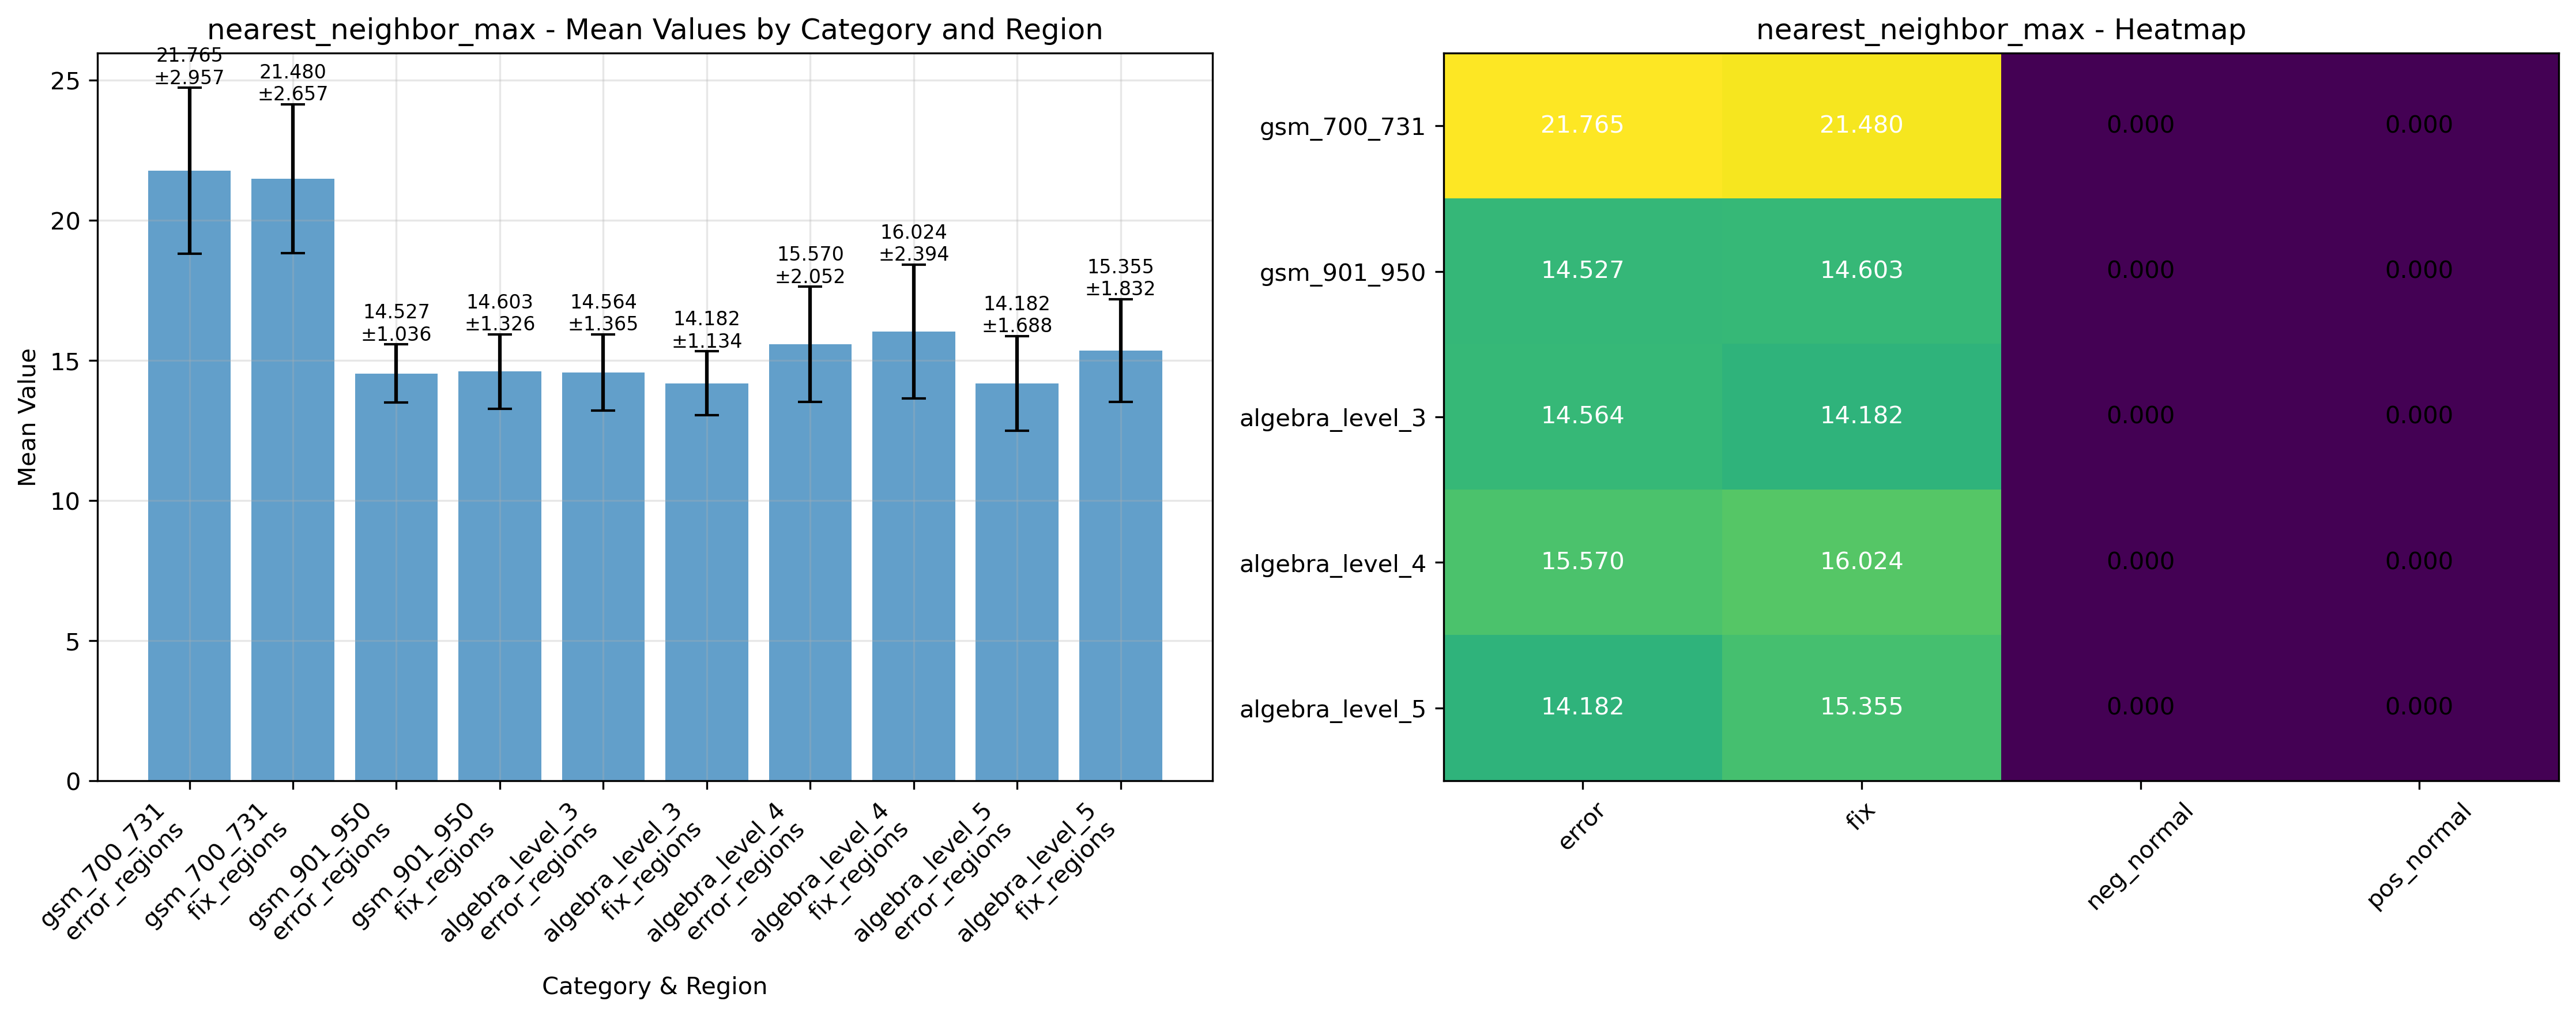 nearest_neighbor_max - Mean Values by Category and Region
Mean Value
25
20
15
10
5
0
21.765
±2.957
21.480
±2.657
14.527
±1.036
14.603
±1.326
14.564
±1.365
14.182
±1.134
15.570
±2.052
16.024
±2.394
14.182
±1.688
15.355
±1.832
gsm_700_731
error_regions
gsm_700_731
fix_regions
gsm_901_950
error_regions
gsm_901_950
fix_regions
algebra_level_3
error_regions
algebra_level_3
fix_regions
algebra_level_4
error_regions
algebra_level_4
fix_regions
algebra_level_5
error_regions
algebra_level_5
fix_regions
Category & Region
nearest_neighbor_max - Heatmap
gsm_700_731 21.765 21.480 0.000 0.000
gsm_901_950 14.527 14.603 0.000 0.000
algebra_level_3 14.564 14.182 0.000 0.000
algebra_level_4 15.570 16.024 0.000 0.000
algebra_level_5 14.182 15.355 0.000 0.000
error fix neg_normal pos_normal